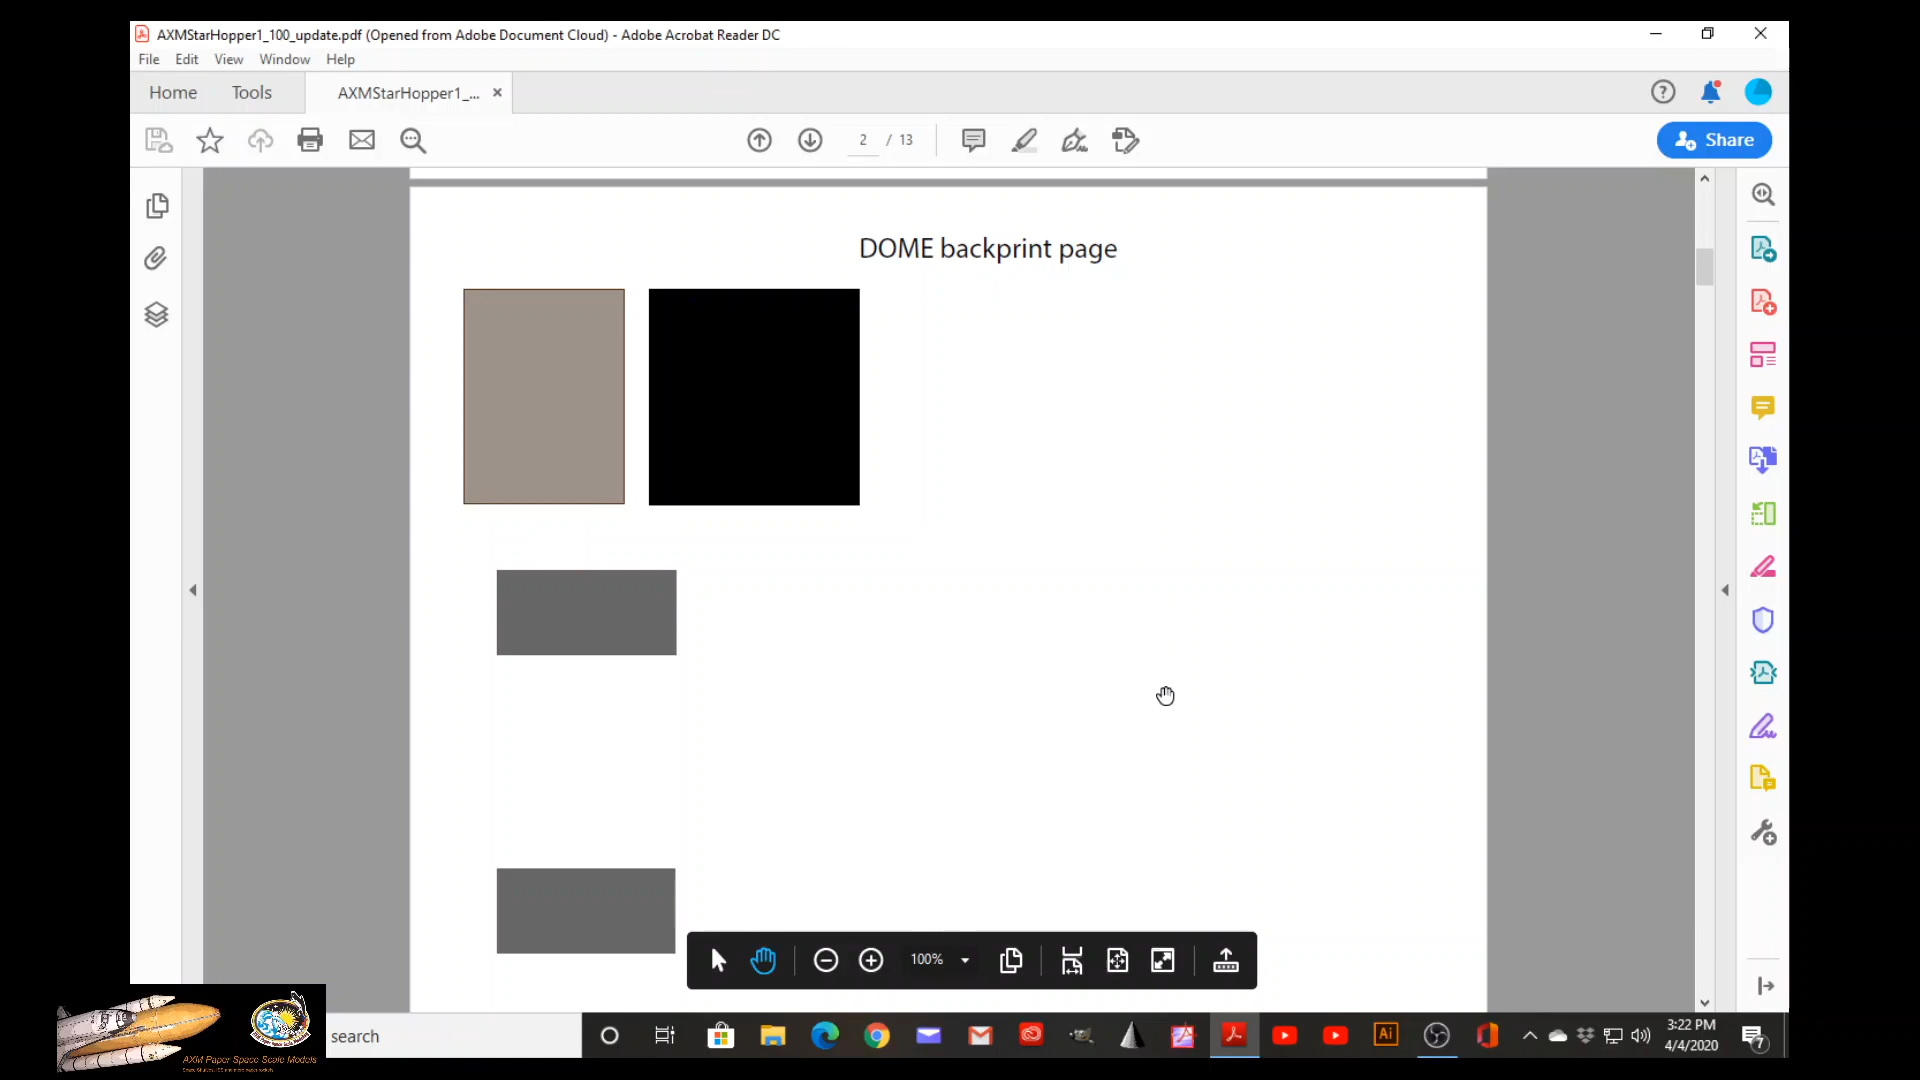 AXMStarHopper1_100_update.pdf (Opened from Adobe Document Cloud) - Adobe Acrobat Reader DC
File Edit View Window Help
Home Tools AXMStarHopper1_... ×
2 / 13
Share
DOME backprint page
100%
AXM Paper Space Scale Models
search
Ai
3:22 PM
4/4/2020
7